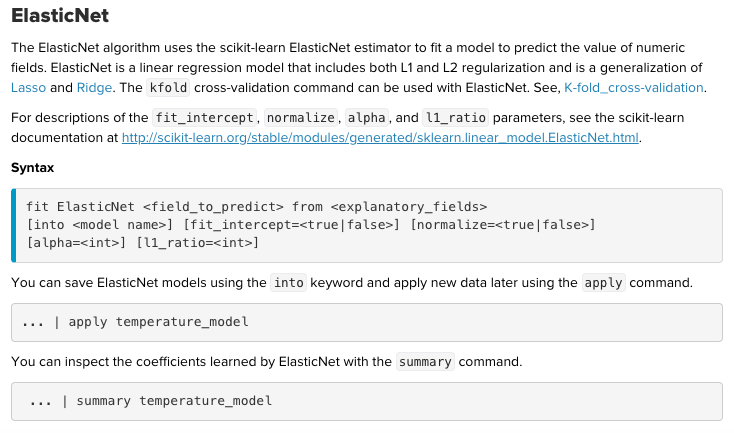 ElasticNet
The ElasticNet algorithm uses the scikit-learn ElasticNet estimator to fit a model to predict the value of numeric
fields. ElasticNet is a linear regression model that includes both L1 and L2 regularization and is a generalization of
Lasso and Ridge. The kfold cross-validation command can be used with ElasticNet. See, K-fold_cross-validation.
For descriptions of the fit_intercept, normalize, alpha, and l1_ratio parameters, see the scikit-learn
documentation at http://scikit-learn.org/stable/modules/generated/sklearn.linear_model.ElasticNet.html.
Syntax
fit ElasticNet <field_to_predict> from <explanatory_fields>
[into <model name>] [fit_intercept=<true|false>] [normalize=<true|false>]
[alpha=<int>] [l1_ratio=<int>]
You can save ElasticNet models using the into keyword and apply new data later using the apply command.
... | apply temperature_model
You can inspect the coefficients learned by ElasticNet with the summary command.
... | summary temperature_model